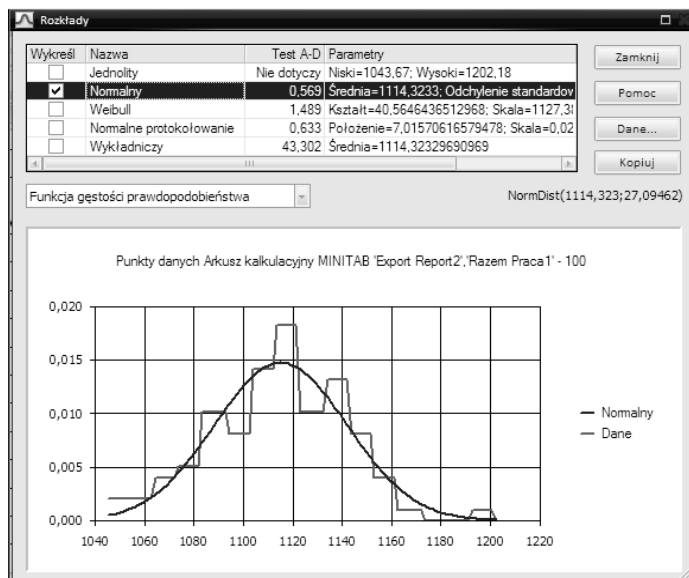 Rozkłady
Wykreśl Nazwa Test A-D Parametry
Jednolity Nie dotyczy Niski=1043,67; Wysoki=1202,18
Normalny 0,569 Średnia=1114,3233; Odchylenie standardow
Weibull 1,489 Kształt=40,5646436512968; Skala=1127,38
Normalne protokołowanie 0,633 Położenie=7,01570616579478; Skala=0,02
Wykładniczy 43,302 Średnia=1114,32329690969
Zamknij
Pomoc
Dane...
Kopiuj
Funkcja gęstości prawdopodobieństwa
NormDist(1114,323;27,09462)
Punkty danych Arkusz kalkulacyjny MINITAB 'Export Report2','Razem Praca1' - 100
0,020
0,015
0,010
0,005
0,000
1040 1060 1080 1100 1120 1140 1160 1180 1200 1220
Normalny
Dane